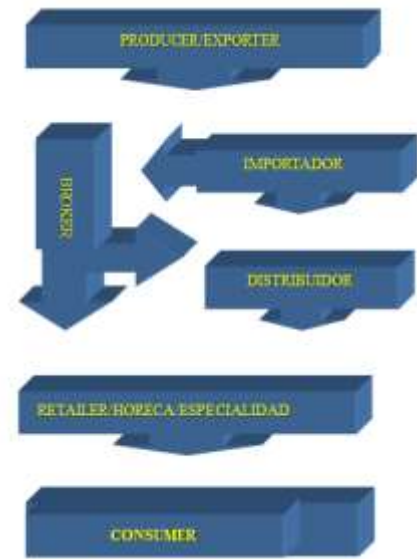 PRODUCER/EXPORTER
IMPORTADOR
BROKER
DISTRIBUIDOR
RETAILER/HORECA/ESPECIALIDAD
CONSUMER